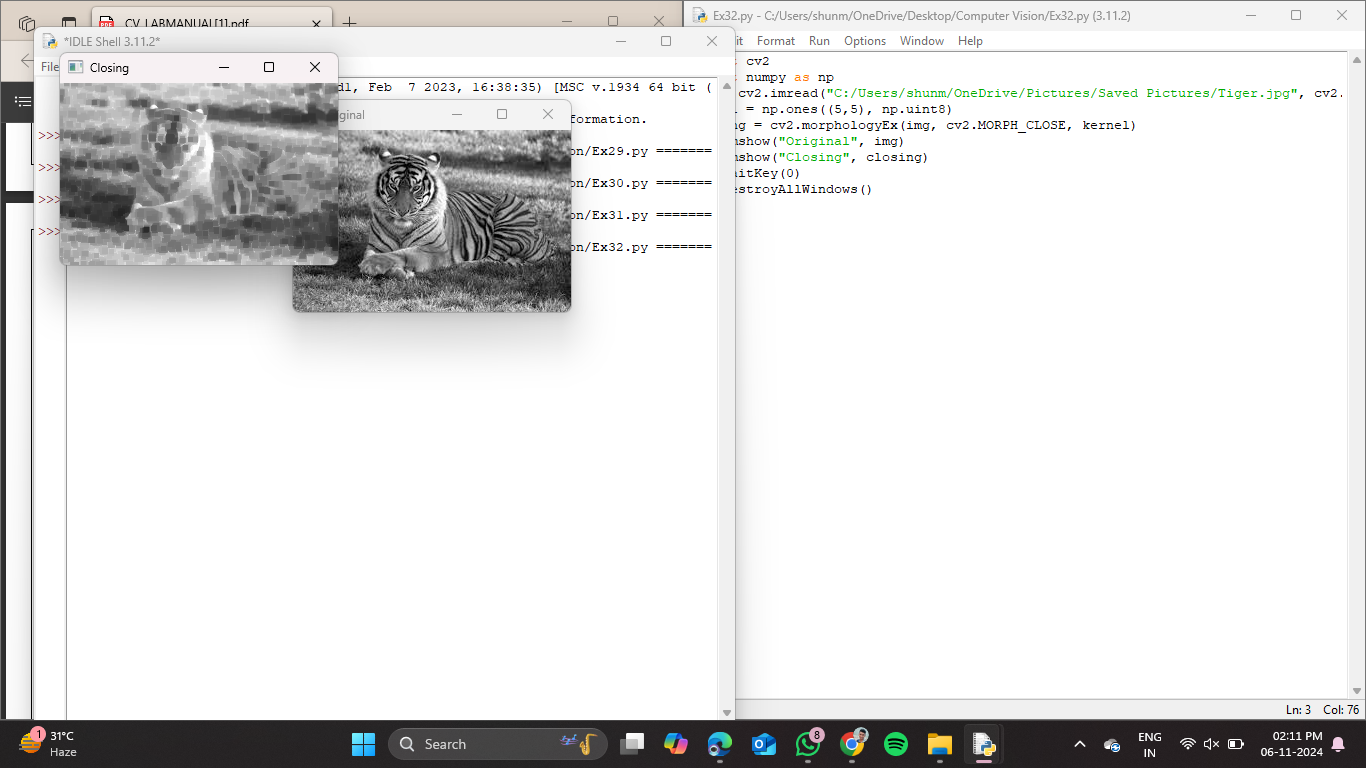 CV_LABMANUAL[1].pdf
*IDLE Shell 3.11.2*
File
Closing
dl, Feb  7 2023, 16:38:35) [MSC v.1934 64 bit (
ginal
formation.
>>>
on/Ex29.py =======
>>>
on/Ex30.py =======
>>>
on/Ex31.py =======
>>>
on/Ex32.py =======
Ex32.py - C:/Users/shunm/OneDrive/Desktop/Computer Vision/Ex32.py (3.11.2)
it Format Run Options Window Help
cv2
numpy as np
cv2.imread("C:/Users/shunm/OneDrive/Pictures/Saved Pictures/Tiger.jpg", cv2.
= np.ones((5,5), np.uint8)
ng = cv2.morphologyEx(img, cv2.MORPH_CLOSE, kernel)
mshow("Original", img)
mshow("Closing", closing)
itKey(0)
estroyAllWindows()
Ln: 3 Col: 76
1
31°C
Haze
Search
8
ENG
IN
02:11 PM
06-11-2024